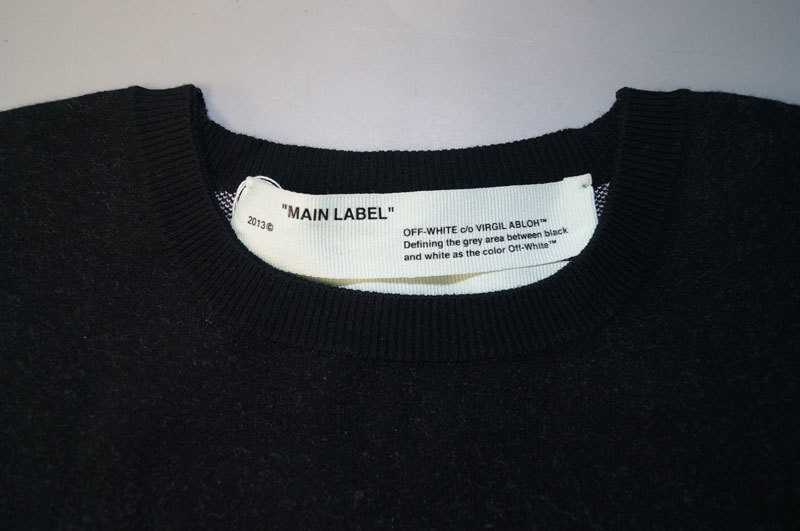 "MAIN LABEL"
2013©
OFF-WHITE c/o VIRGIL ABLOH™
Defining the grey area between black
and white as the color Off-White™